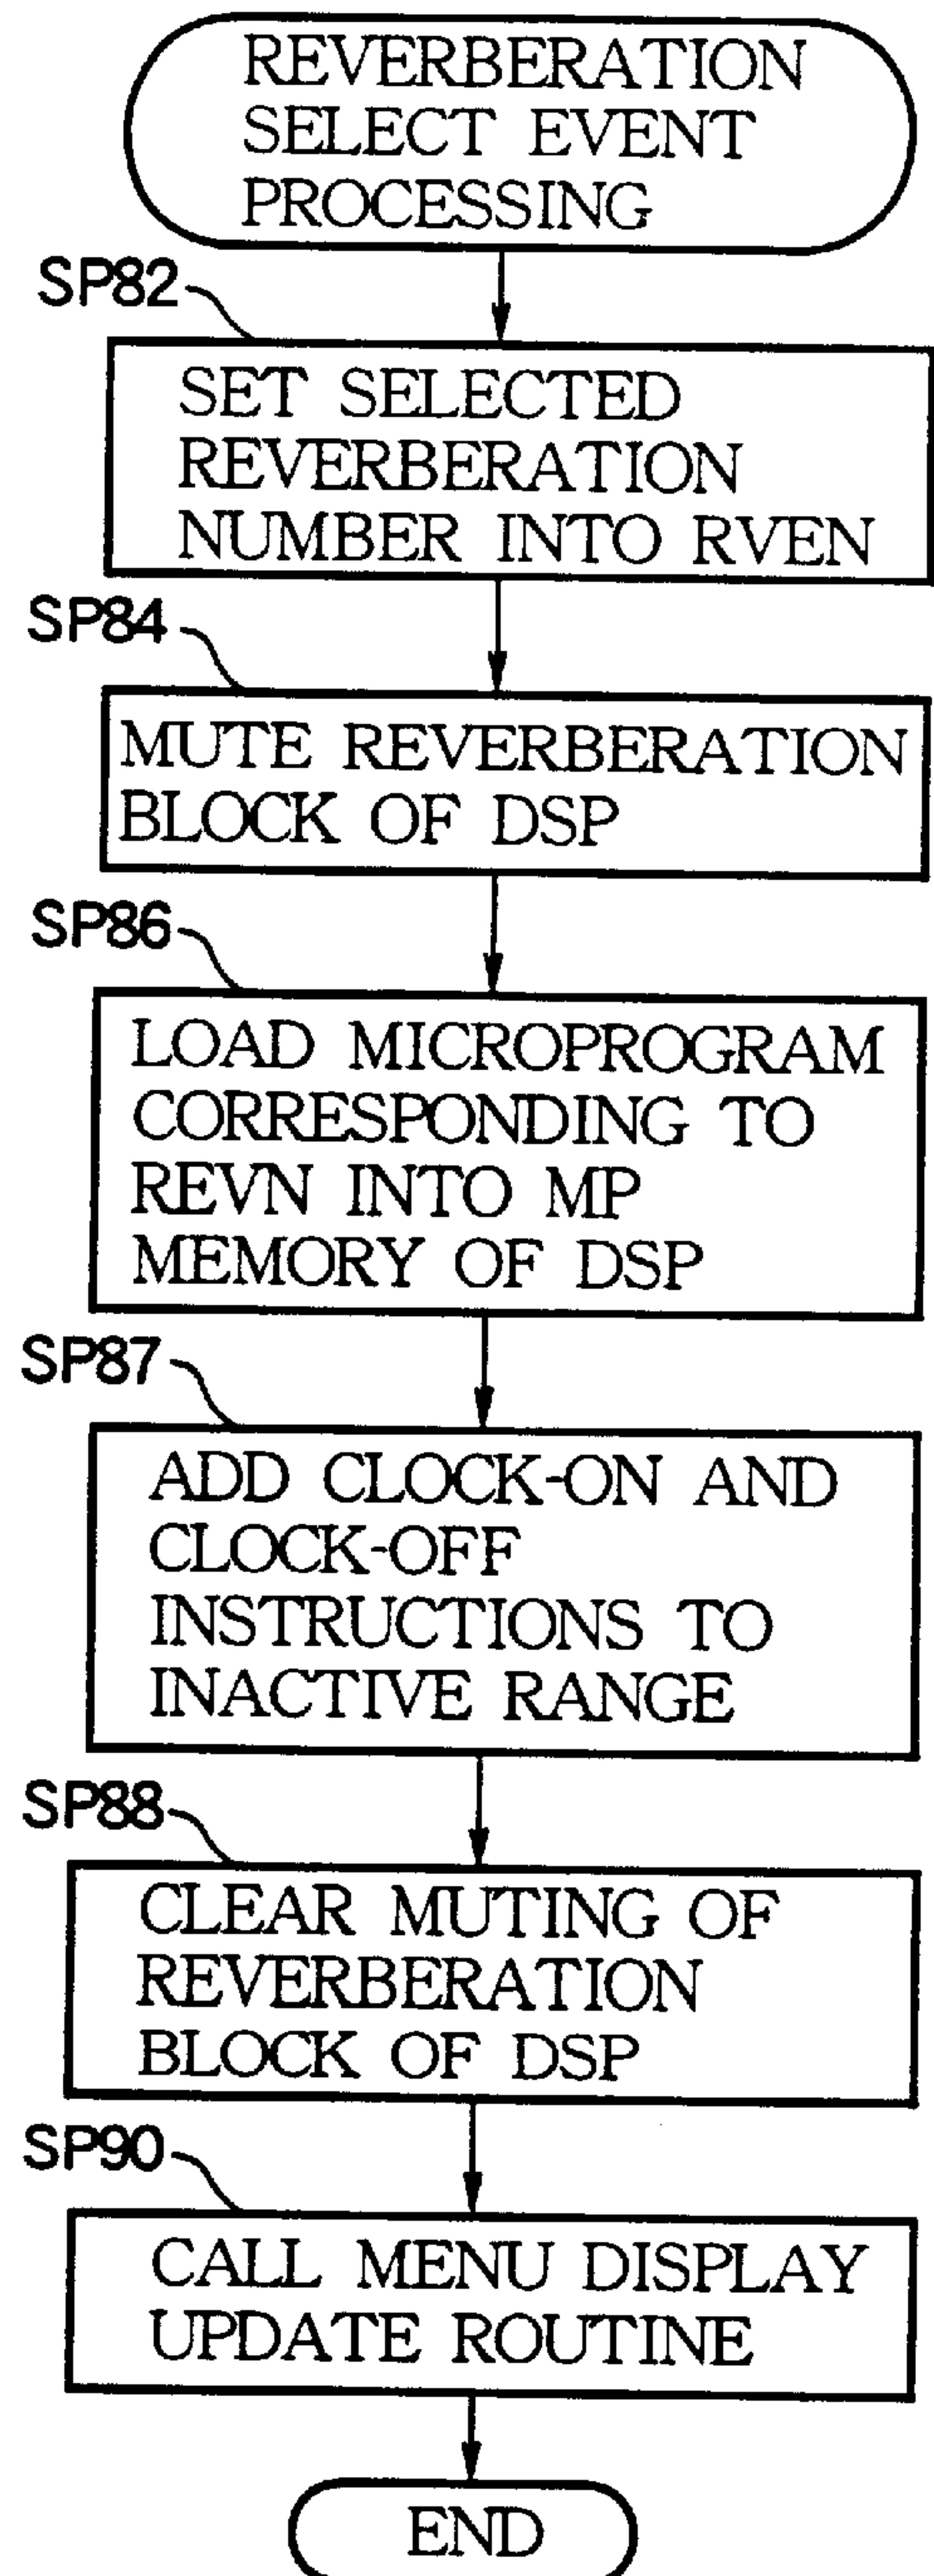 REVERBERATION
SELECT EVENT
PROCESSING
SP82
SET SELECTED
REVERBERATION
NUMBER INTO RVEN
SP84
MUTE REVERBERATION
BLOCK OF DSP
SP86
LOAD MICROPROGRAM
CORRESPONDING TO
REVN INTO MP
MEMORY OF DSP
SP87
ADD CLOCK-ON AND
CLOCK-OFF
INSTRUCTIONS TO
INACTIVE RANGE
SP88
CLEAR MUTING OF
REVERBERATION
BLOCK OF DSP
SP90
CALL MENU DISPLAY
UPDATE ROUTINE
END